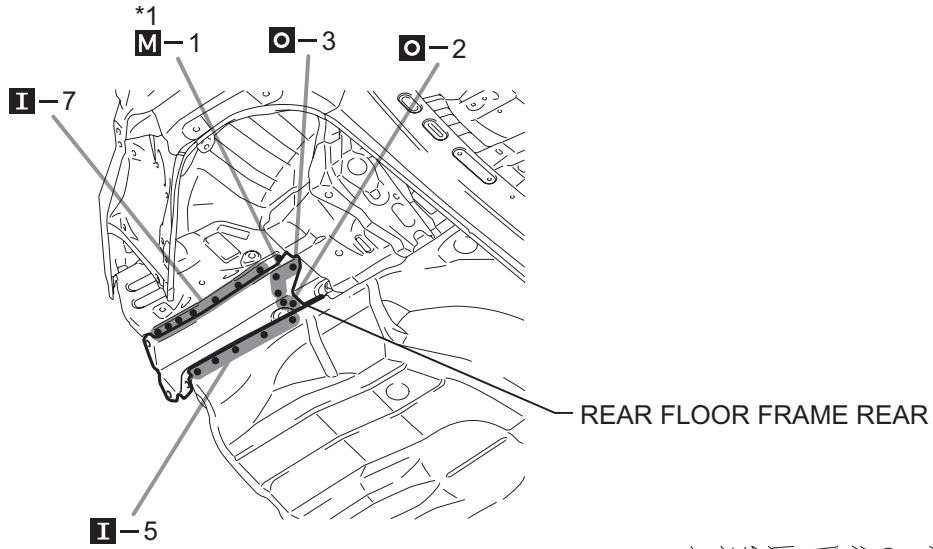 *1
M-1
O-3
O-2
I-7
REAR FLOOR FRAME REAR
I-5